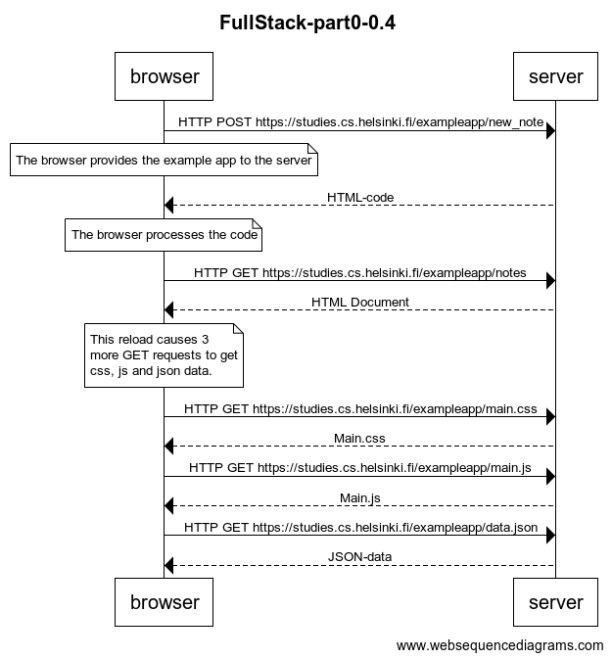 FullStack-part0-0.4
browser
server
HTTP POST https://studies.cs.helsinki.fi/exampleapp/new_note
The browser provides the example app to the server
HTML-code
The browser processes the code
HTTP GET https://studies.cs.helsinki.fi/exampleapp/notes
HTML Document
This reload causes 3
more GET requests to get
css, js and json data.
HTTP GET https://studies.cs.helsinki.fi/exampleapp/main.css
Main.css
HTTP GET https://studies.cs.helsinki.fi/exampleapp/main.js
Main.js
HTTP GET https://studies.cs.helsinki.fi/exampleapp/data.json
JSON-data
browser
server
www.websequencediagrams.com